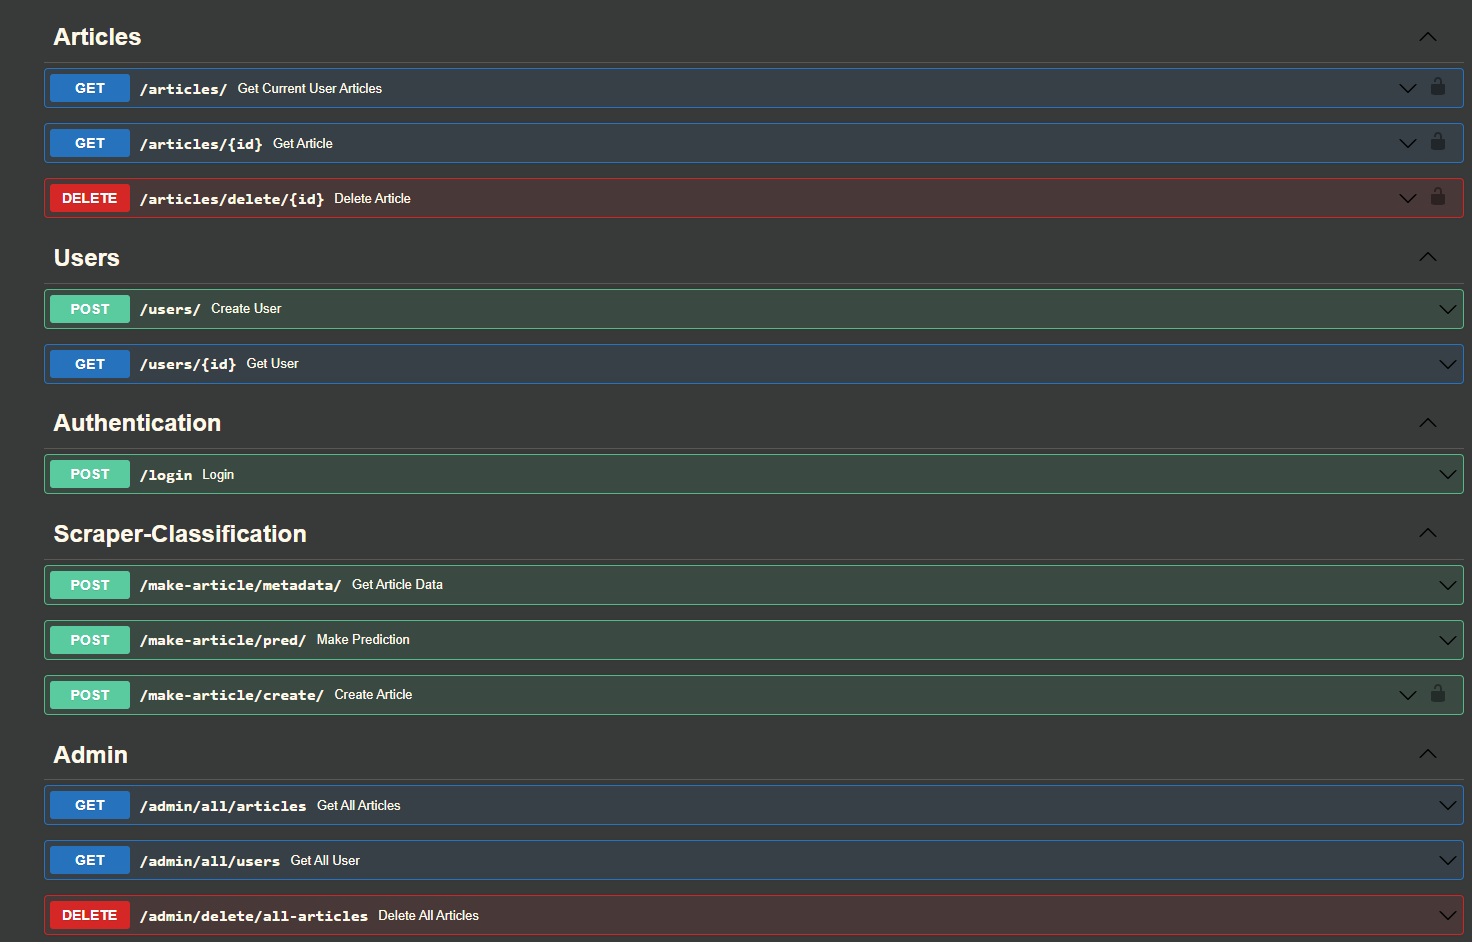 Articles
GET /articles/ Get Current User Articles
GET /articles/{id} Get Article
DELETE /articles/delete/{id} Delete Article
Users
POST /users/ Create User
GET /users/{id} Get User
Authentication
POST /login Login
Scraper-Classification
POST /make-article/metadata/ Get Article Data
POST /make-article/pred/ Make Prediction
POST /make-article/create/ Create Article
Admin
GET /admin/all/articles Get All Articles
GET /admin/all/users Get All User
DELETE /admin/delete/all-articles Delete All Articles